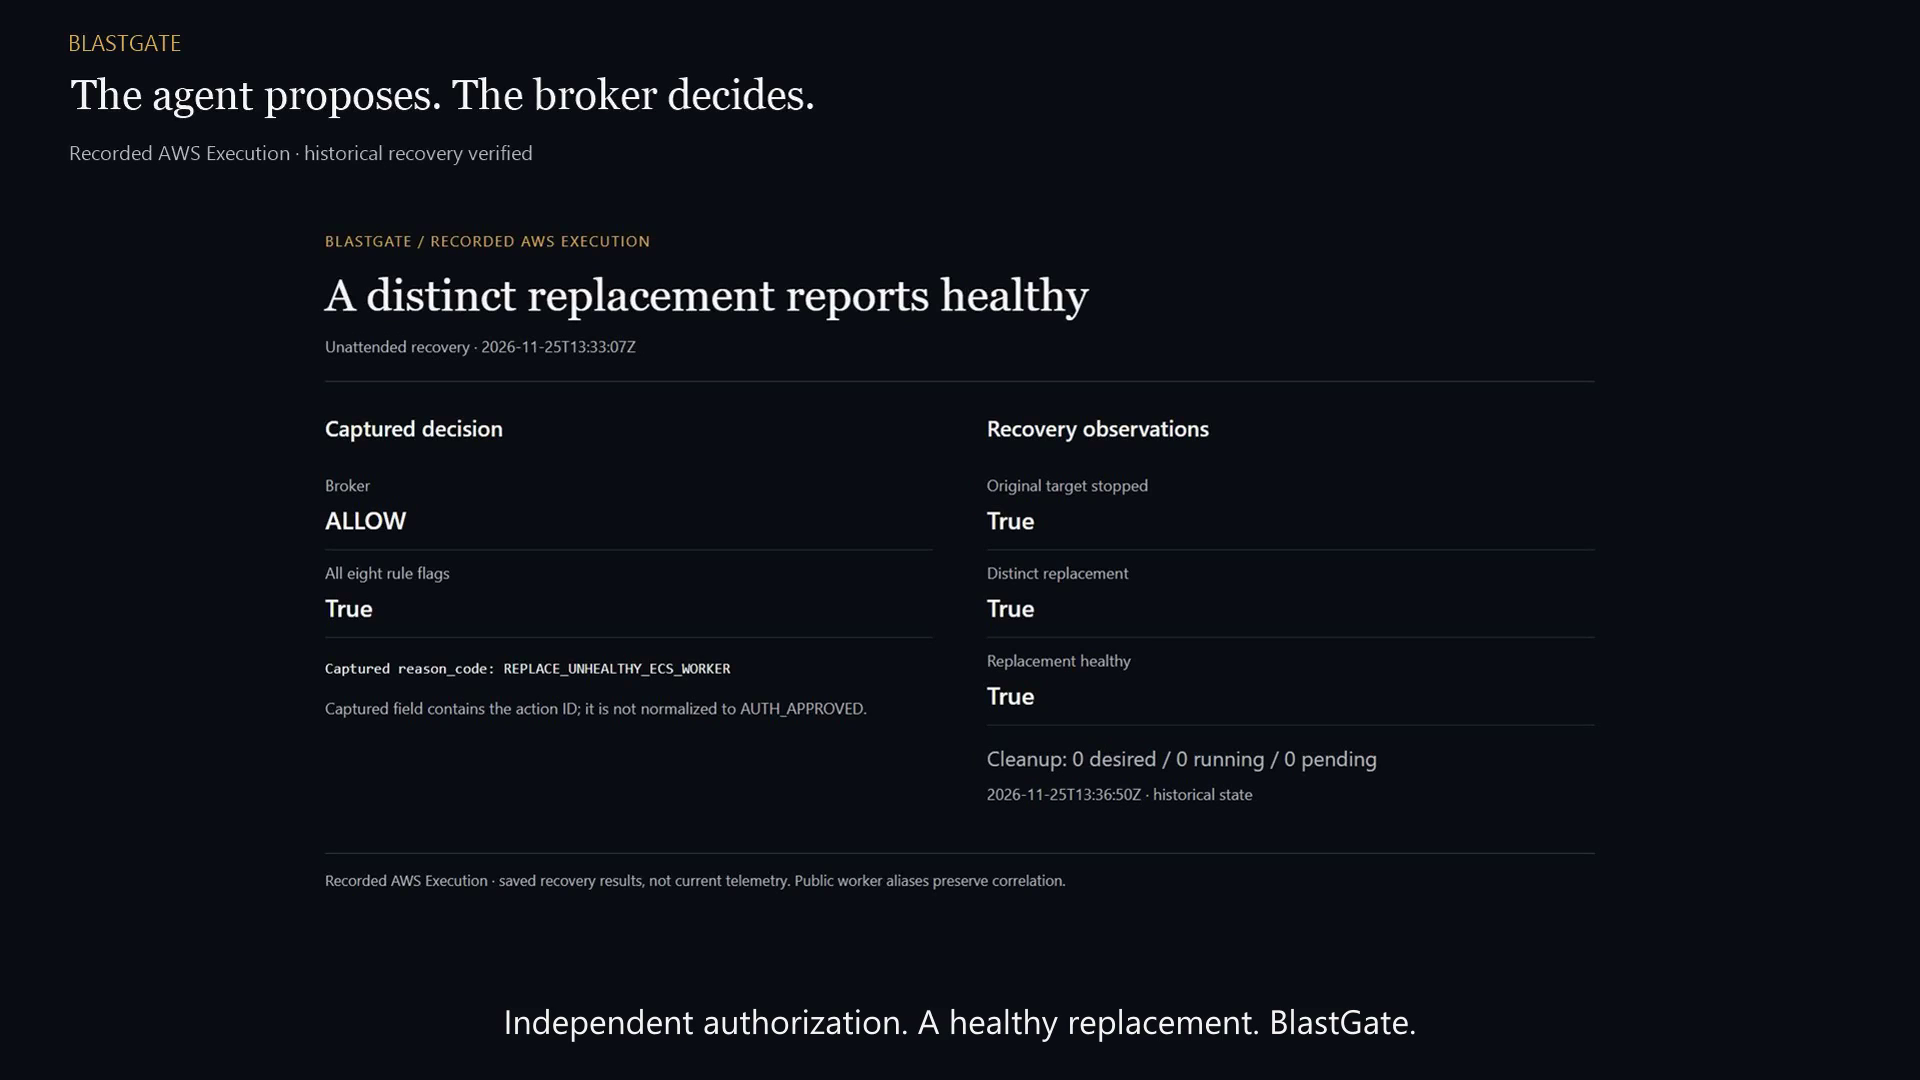 BLASTGATE
The agent proposes. The broker decides.
Recorded AWS Execution · historical recovery verified
BLASTGATE / RECORDED AWS EXECUTION
A distinct replacement reports healthy
Unattended recovery · 2026-11-25T13:33:07Z
Captured decision
Broker
ALLOW
All eight rule flags
True
Captured reason_code: REPLACE_UNHEALTHY_ECS_WORKER
Captured field contains the action ID; it is not normalized to AUTH_APPROVED.
Recovery observations
Original target stopped
True
Distinct replacement
True
Replacement healthy
True
Cleanup: 0 desired / 0 running / 0 pending
2026-11-25T13:36:50Z · historical state
Recorded AWS Execution · saved recovery results, not current telemetry. Public worker aliases preserve correlation.
Independent authorization. A healthy replacement. BlastGate.